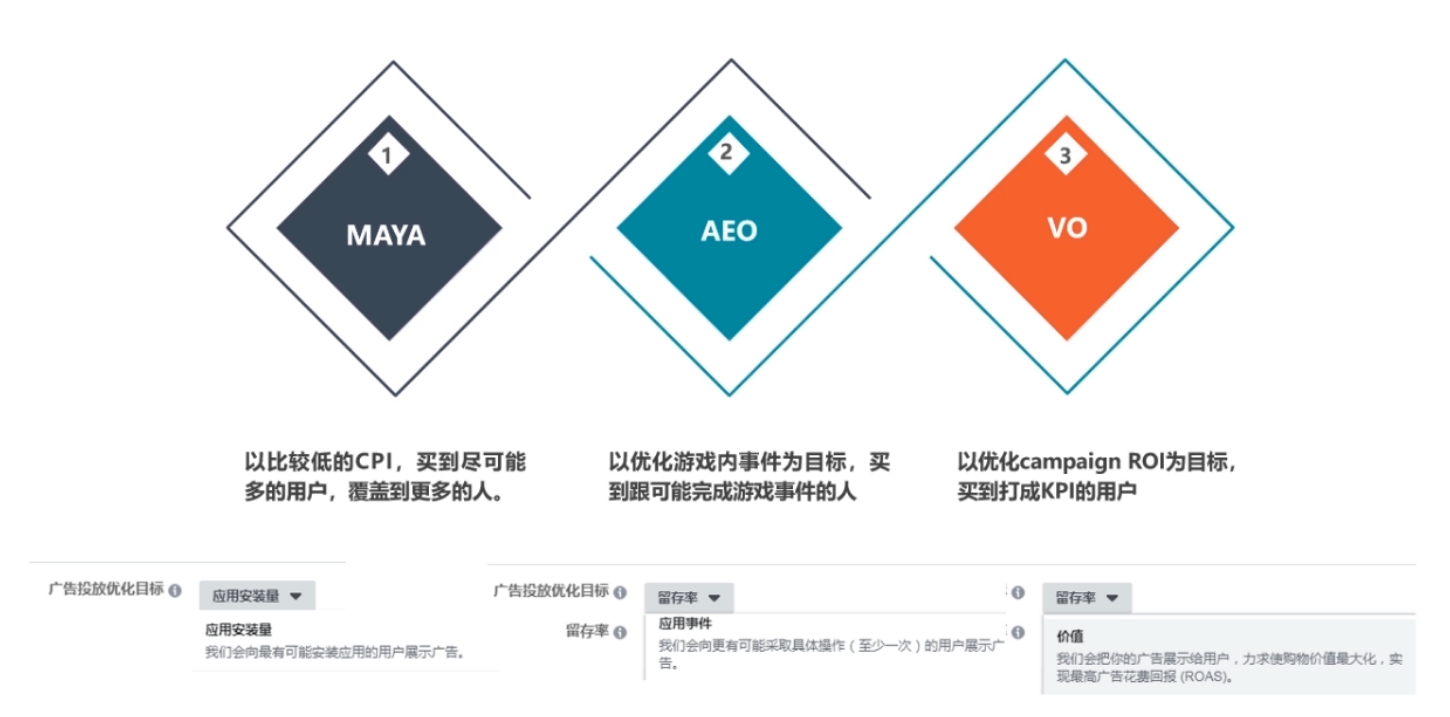 1
MAYA
2
AEO
3
VO
以比较低的CPI，买到尽可能
多的用户，覆盖到更多的人。
以优化游戏内事件为目标，买
到跟可能完成游戏事件的人
以优化campaign ROI为目标，
买到打成KPI的用户
广告投放优化目标
应用安装量
应用安装量
我们会向最有可能安装应用的用户展示广告。
广告投放优化目标
留存率
留存率
应用事件
我们会向更有可能采取具体操作（至少一次）的用户展示广
告。
留存率
价值
我们会把你的广告展示给用户，力求使购物价值最大化，实
现最高广告花费回报 (ROAS)。